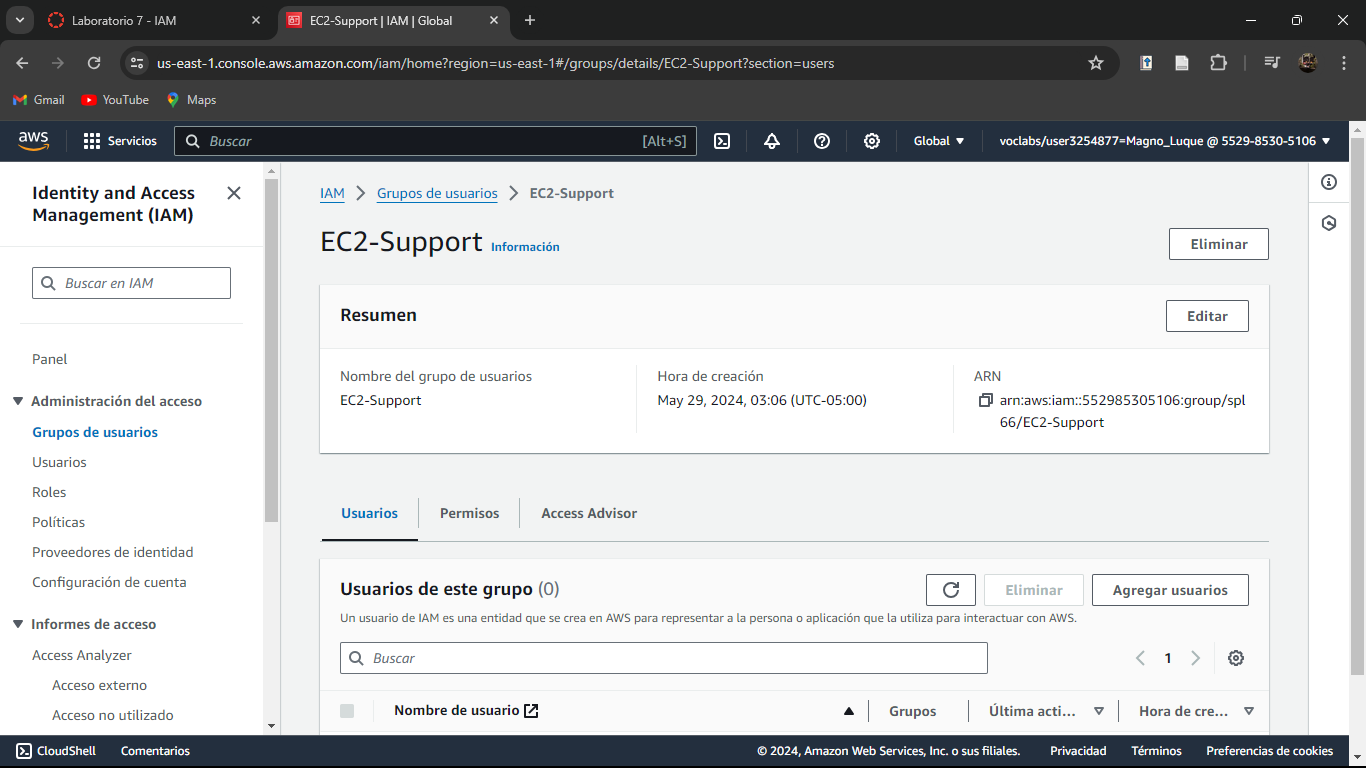 Laboratorio 7 - IAM
EC2-Support | IAM | Global
us-east-1.console.aws.amazon.com/iam/home?region=us-east-1#/groups/details/EC2-Support?section=users
Gmail
YouTube
Maps
aws
Servicios
Buscar
[Alt+S]
Global
voclabs/user3254877=Magno_Luque @ 5529-8530-5106
Identity and Access
Management (IAM)
Buscar en IAM
Panel
Administración del acceso
Grupos de usuarios
Usuarios
Roles
Políticas
Proveedores de identidad
Configuración de cuenta
Informes de acceso
Access Analyzer
Acceso externo
Acceso no utilizado
IAM
Grupos de usuarios
EC2-Support
EC2-Support Información
Eliminar
Resumen
Editar
Nombre del grupo de usuarios
EC2-Support
Hora de creación
May 29, 2024, 03:06 (UTC-05:00)
ARN
arn:aws:iam::552985305106:group/spl
66/EC2-Support
Usuarios
Permisos
Access Advisor
Usuarios de este grupo (0)
Eliminar
Agregar usuarios
Un usuario de IAM es una entidad que se crea en AWS para representar a la persona o aplicación que la utiliza para interactuar con AWS.
Buscar
1
Nombre de usuario
Grupos
Última acti...
Hora de cre...
CloudShell
Comentarios
© 2024, Amazon Web Services, Inc. o sus filiales.
Privacidad
Términos
Preferencias de cookies